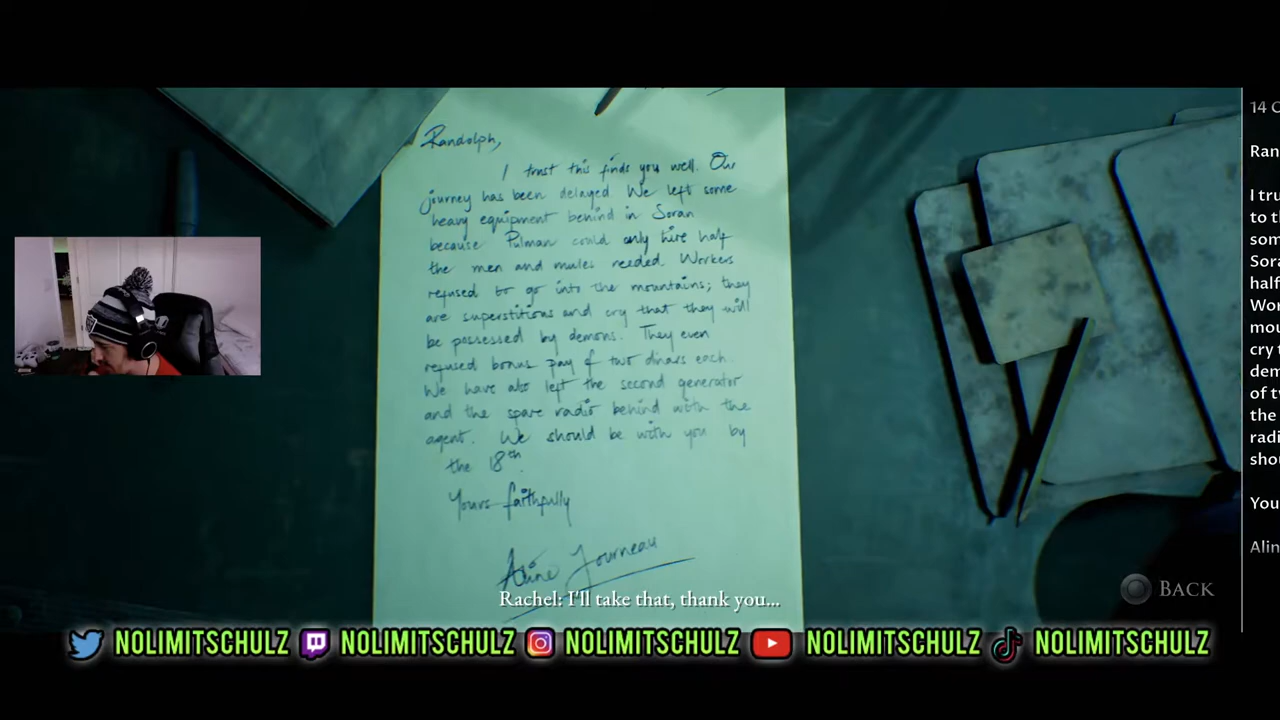 Randolph,
I trust this finds you well. Our
journey has been delayed. We left some
heavy equipment behind in Soran
because Pulman could only hire half
the men and mules needed. Workers
refused to go into the mountains; they
are superstitious and cry that they will
be possessed by demons. They even
refused bonus pay of two dinars each.
We have also left the second generator
and the spare radio behind with the
agent. We should be with you by
the 18th.
Yours faithfully
Aline Journeau
Rachel: I'll take that, thank you...
14 O
Ran
I tru
to t
som
Sora
half
Wor
mou
cry t
dem
of tv
the
radi
shou
You
Alin
BACK
NOLIMITSCHULZ NOLIMITSCHULZ NOLIMITSCHULZ NOLIMITSCHULZ NOLIMITSCHULZ